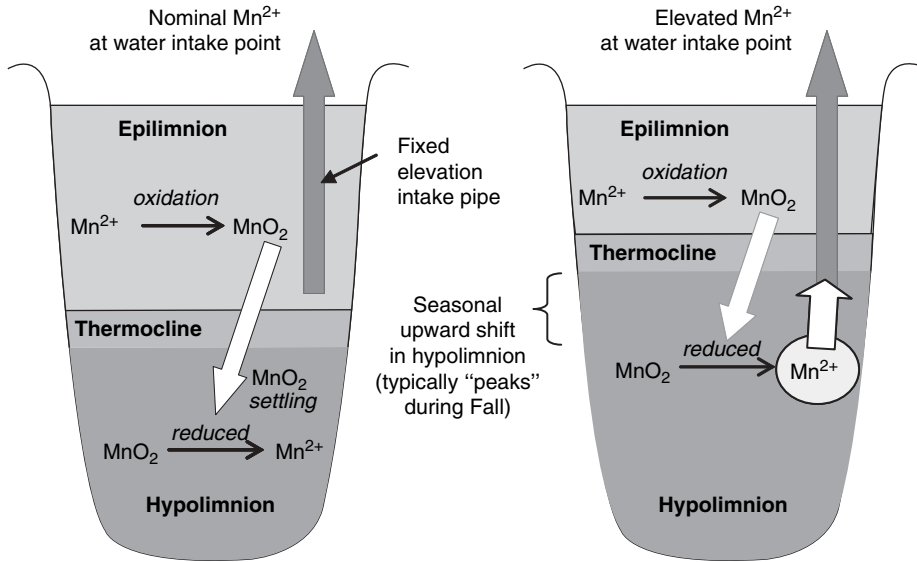 Nominal Mn²⁺
at water intake point
Epilimnion
Fixed
elevation
intake pipe
oxidation
Mn²⁺
MnO₂
Thermocline
MnO₂
settling
reduced
MnO₂
Mn²⁺
Hypolimnion
Elevated Mn²⁺
at water intake point
Epilimnion
oxidation
Mn²⁺
MnO₂
Thermocline
Seasonal
upward shift
in hypolimnion
(typically “peaks”
during Fall)
reduced
MnO₂
Mn²⁺
Hypolimnion